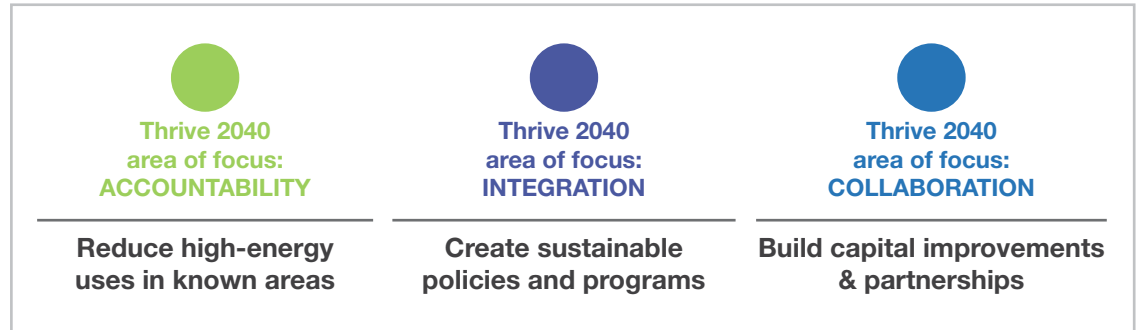 Thrive 2040
area of focus:
ACCOUNTABILITY
Reduce high-energy
uses in known areas
Thrive 2040
area of focus:
INTEGRATION
Create sustainable
policies and programs
Thrive 2040
area of focus:
COLLABORATION
Build capital improvements
& partnerships